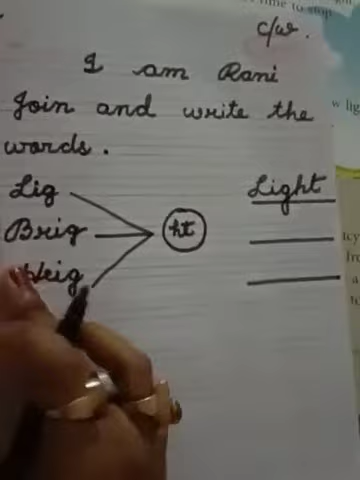 c/w.
I am Rani
Join and write the
words.
Lig Light
Brig ht
Heig